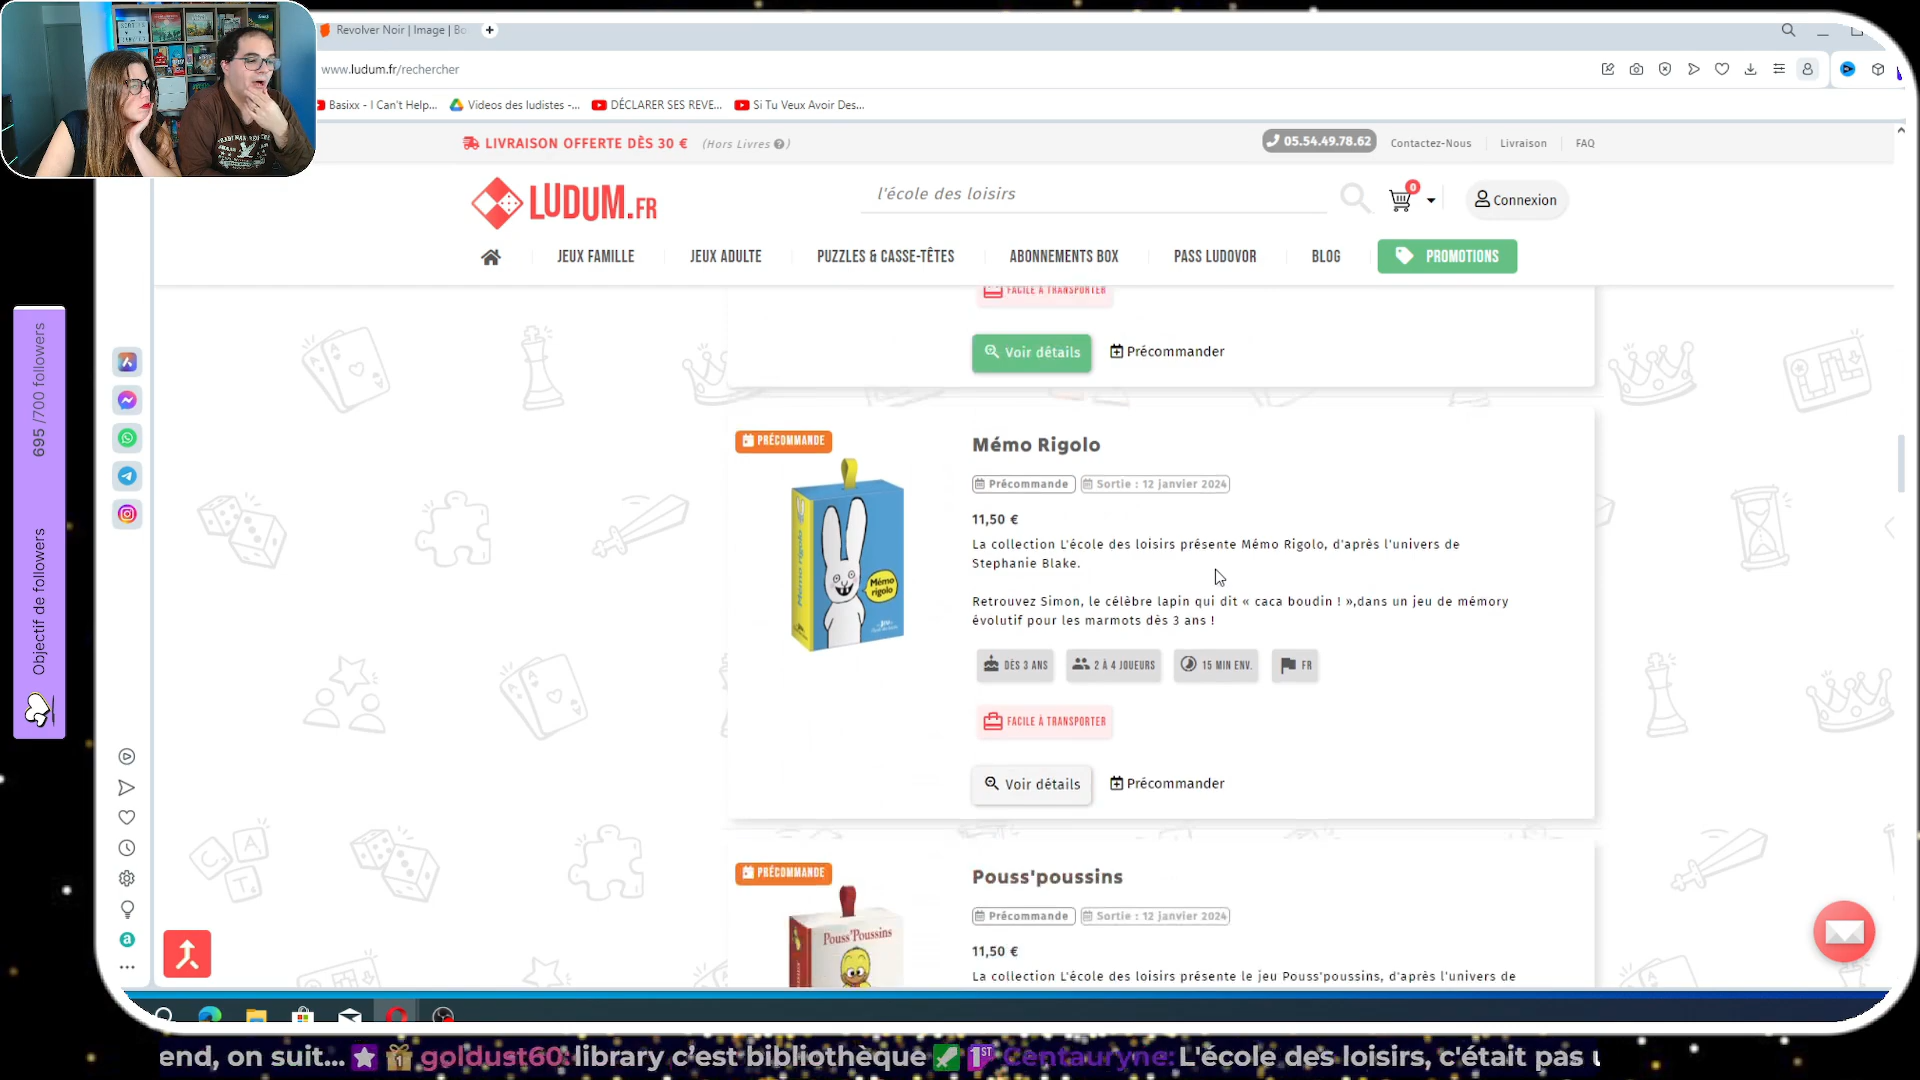 Revolver Noir | Image | Bo
www.ludum.fr/rechercher
Basixx - I Can't Help...
Videos des ludistes -...
DÉCLARER SES REVE...
Si Tu Veux Avoir Des...
LIVRAISON OFFERTE DÈS 30 € (Hors Livres)
05.54.49.78.62
Contactez-Nous
Livraison
FAQ
LUDUM.FR
l'école des loisirs
0
Connexion
JEUX FAMILLE
JEUX ADULTE
PUZZLES & CASSE-TÊTES
ABONNEMENTS BOX
PASS LUDOVOR
BLOG
PROMOTIONS
FACILE À TRANSPORTER
Voir détails
Précommander
PRÉCOMMANDE
Mémo rigolo
Mémo rigolo
Mémo Rigolo
Précommande
Sortie : 12 janvier 2024
11,50 €
La collection L'école des loisirs présente Mémo Rigolo, d'après l'univers de
Stephanie Blake.
Retrouvez Simon, le célèbre lapin qui dit « caca boudin ! »,dans un jeu de mémory
évolutif pour les marmots dès 3 ans !
DÈS 3 ANS
2 À 4 JOUEURS
15 MIN ENV.
FR
FACILE À TRANSPORTER
Voir détails
Précommander
PRÉCOMMANDE
Pouss'Poussins
Pouss'poussins
Précommande
Sortie : 12 janvier 2024
11,50 €
La collection L'école des loisirs présente le jeu Pouss'poussins, d'après l'univers de
Objectif de followers
695 /700 followers
end, on suit... goldust60: library c'est bibliothèque 1ST Centauryne: L'école des loisirs, c'était pas